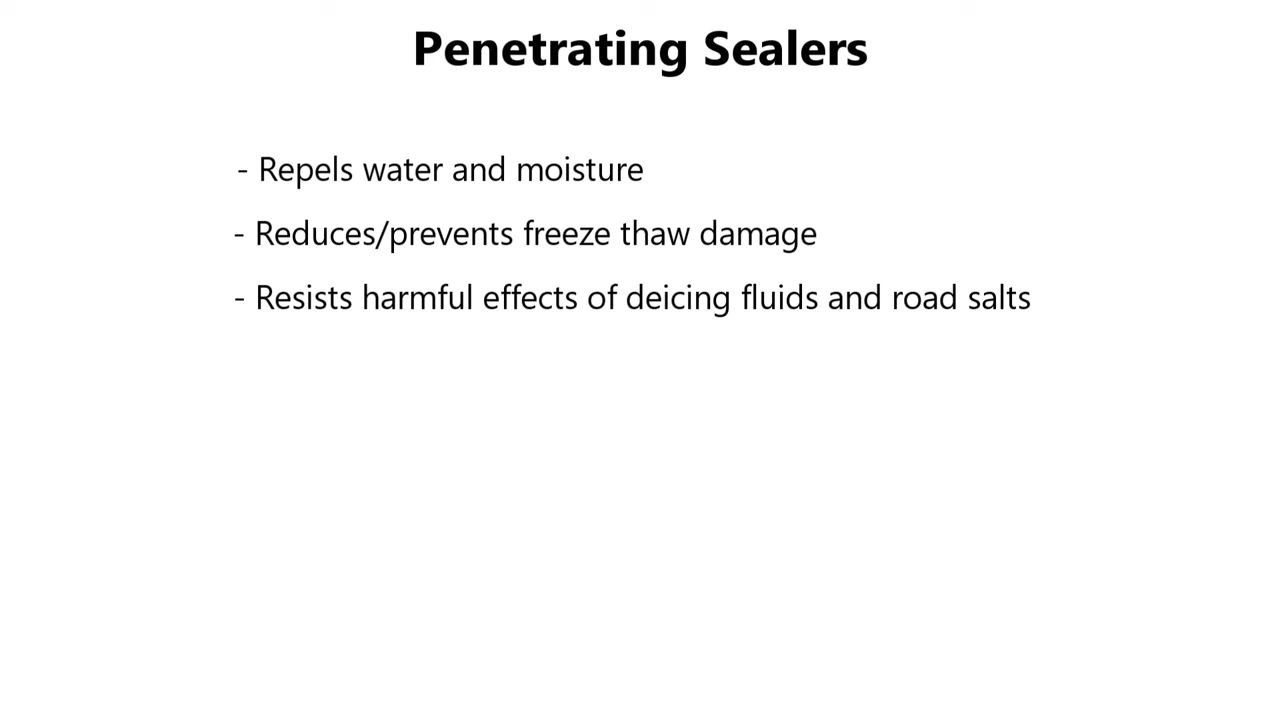 Penetrating Sealers
- Repels water and moisture
- Reduces/prevents freeze thaw damage
- Resists harmful effects of deicing fluids and road salts